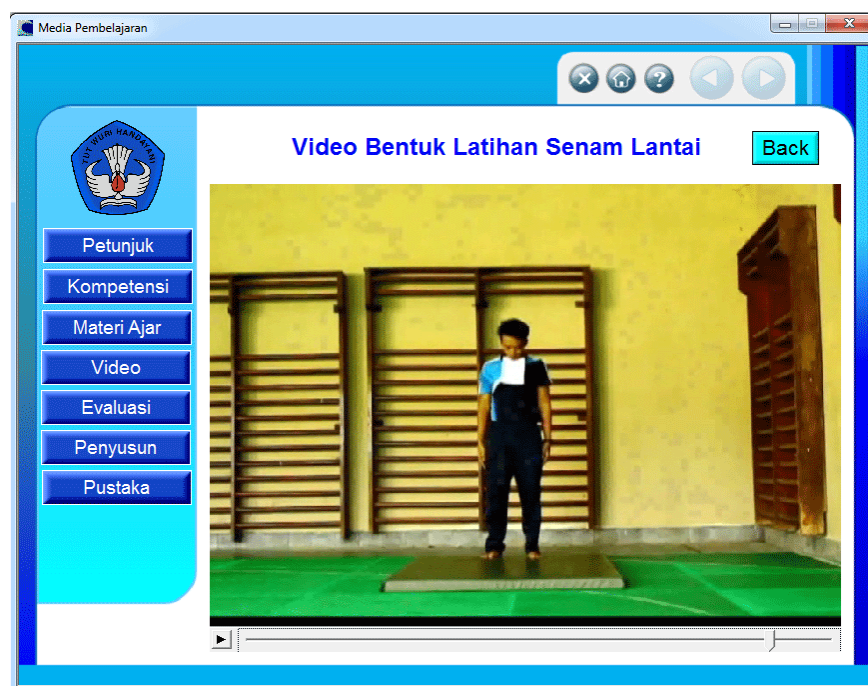 Media Pembelajaran
TUT WURI HANDAYANI
Video Bentuk Latihan Senam Lantai
Back
Petunjuk
Kompetensi
Materi Ajar
Video
Evaluasi
Penyusun
Pustaka